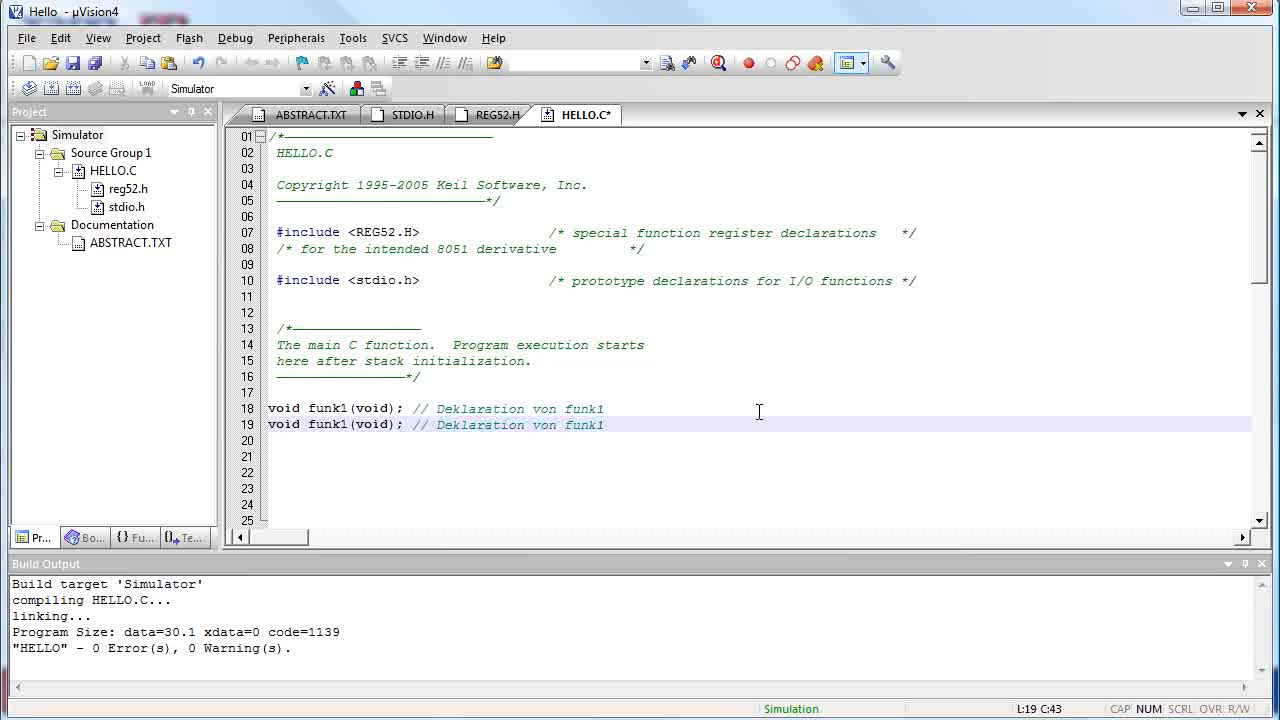 Hello - µVision4
File Edit View Project Flash Debug Peripherals Tools SVCS Window Help
LOAD Simulator
Project
ABSTRACT.TXT STDIO.H REG52.H HELLO.C*
Simulator
Source Group 1
HELLO.C
reg52.h
stdio.h
Documentation
ABSTRACT.TXT
01 /*
02 HELLO.C
03
04 Copyright 1995-2005 Keil Software, Inc.
05 */
06
07 #include <REG52.H> /* special function register declarations */
08 /* for the intended 8051 derivative */
09
10 #include <stdio.h> /* prototype declarations for I/O functions */
11
12
13 /*
14 The main C function. Program execution starts
15 here after stack initialization.
16 */
17
18 void funk1(void); // Deklaration von funk1
19 void funk1(void); // Deklaration von funk1
20
21
22
23
24
25
Pr... Bo... {} Fu... Te...
Build Output
Build target 'Simulator'
compiling HELLO.C...
linking...
Program Size: data=30.1 xdata=0 code=1139
"HELLO" - 0 Error(s), 0 Warning(s).
Simulation L:19 C:43 CAP NUM SCRL OVR R/W